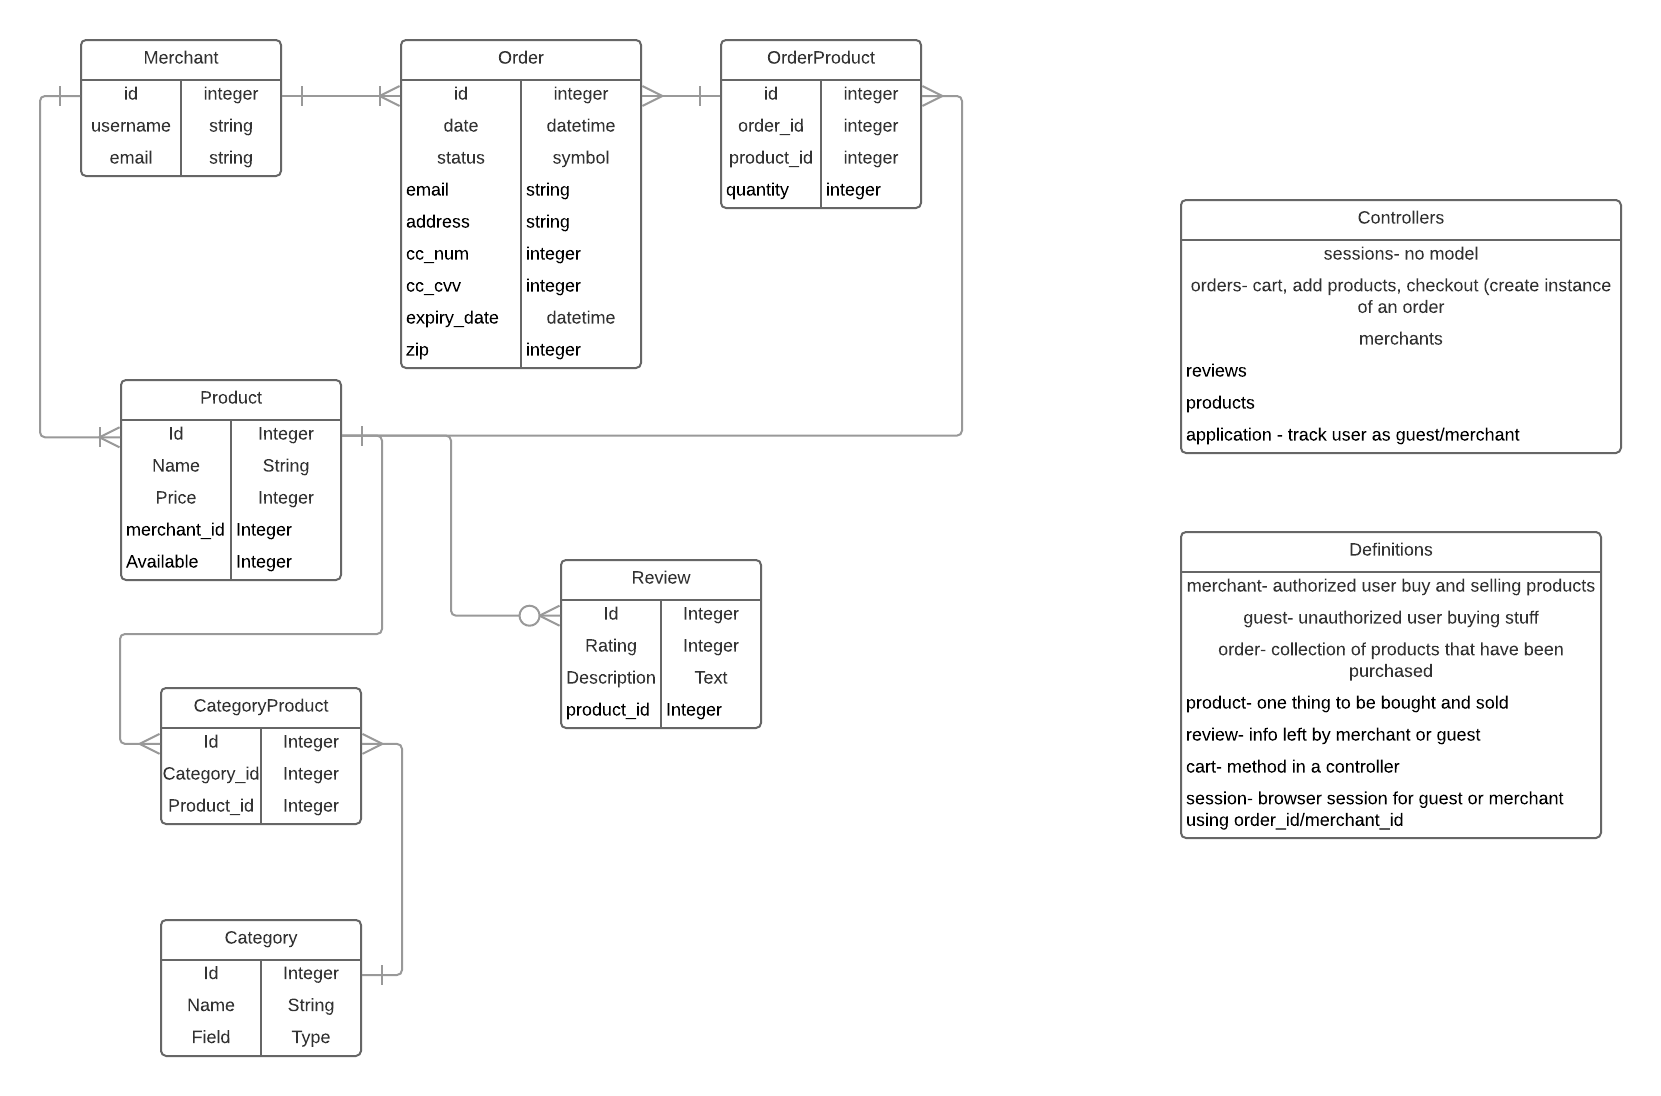 Merchant
id integer
username string
email string
Order
id integer
date datetime
status symbol
email string
address string
cc_num integer
cc_cvv integer
expiry_date datetime
zip integer
OrderProduct
id integer
order_id integer
product_id integer
quantity integer
Controllers
sessions- no model
orders- cart, add products, checkout (create instance
of an order
merchants
reviews
products
application - track user as guest/merchant
Product
Id Integer
Name String
Price Integer
merchant_id Integer
Available Integer
Review
Id Integer
Rating Integer
Description Text
product_id Integer
Definitions
merchant- authorized user buy and selling products
guest- unauthorized user buying stuff
order- collection of products that have been
purchased
product- one thing to be bought and sold
review- info left by merchant or guest
cart- method in a controller
session- browser session for guest or merchant
using order_id/merchant_id
CategoryProduct
Id Integer
Category_id Integer
Product_id Integer
Category
Id Integer
Name String
Field Type